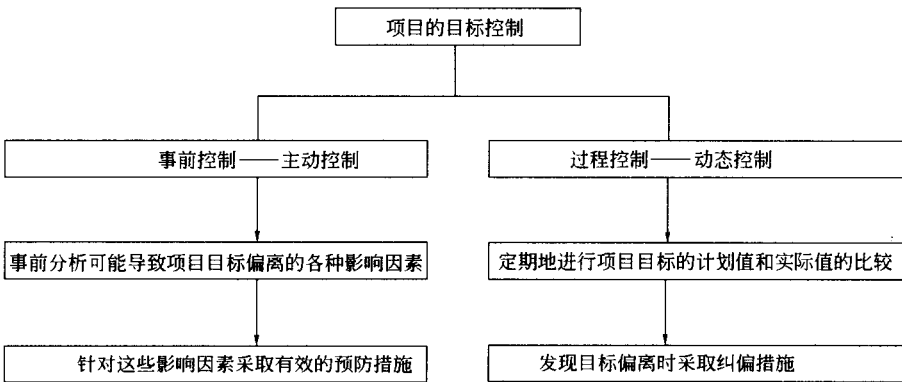 项目的目标控制
事前控制——主动控制
过程控制——动态控制
事前分析可能导致项目目标偏离的各种影响因素
定期地进行项目目标的计划值和实际值的比较
针对这些影响因素采取有效的预防措施
发现目标偏离时采取纠偏措施